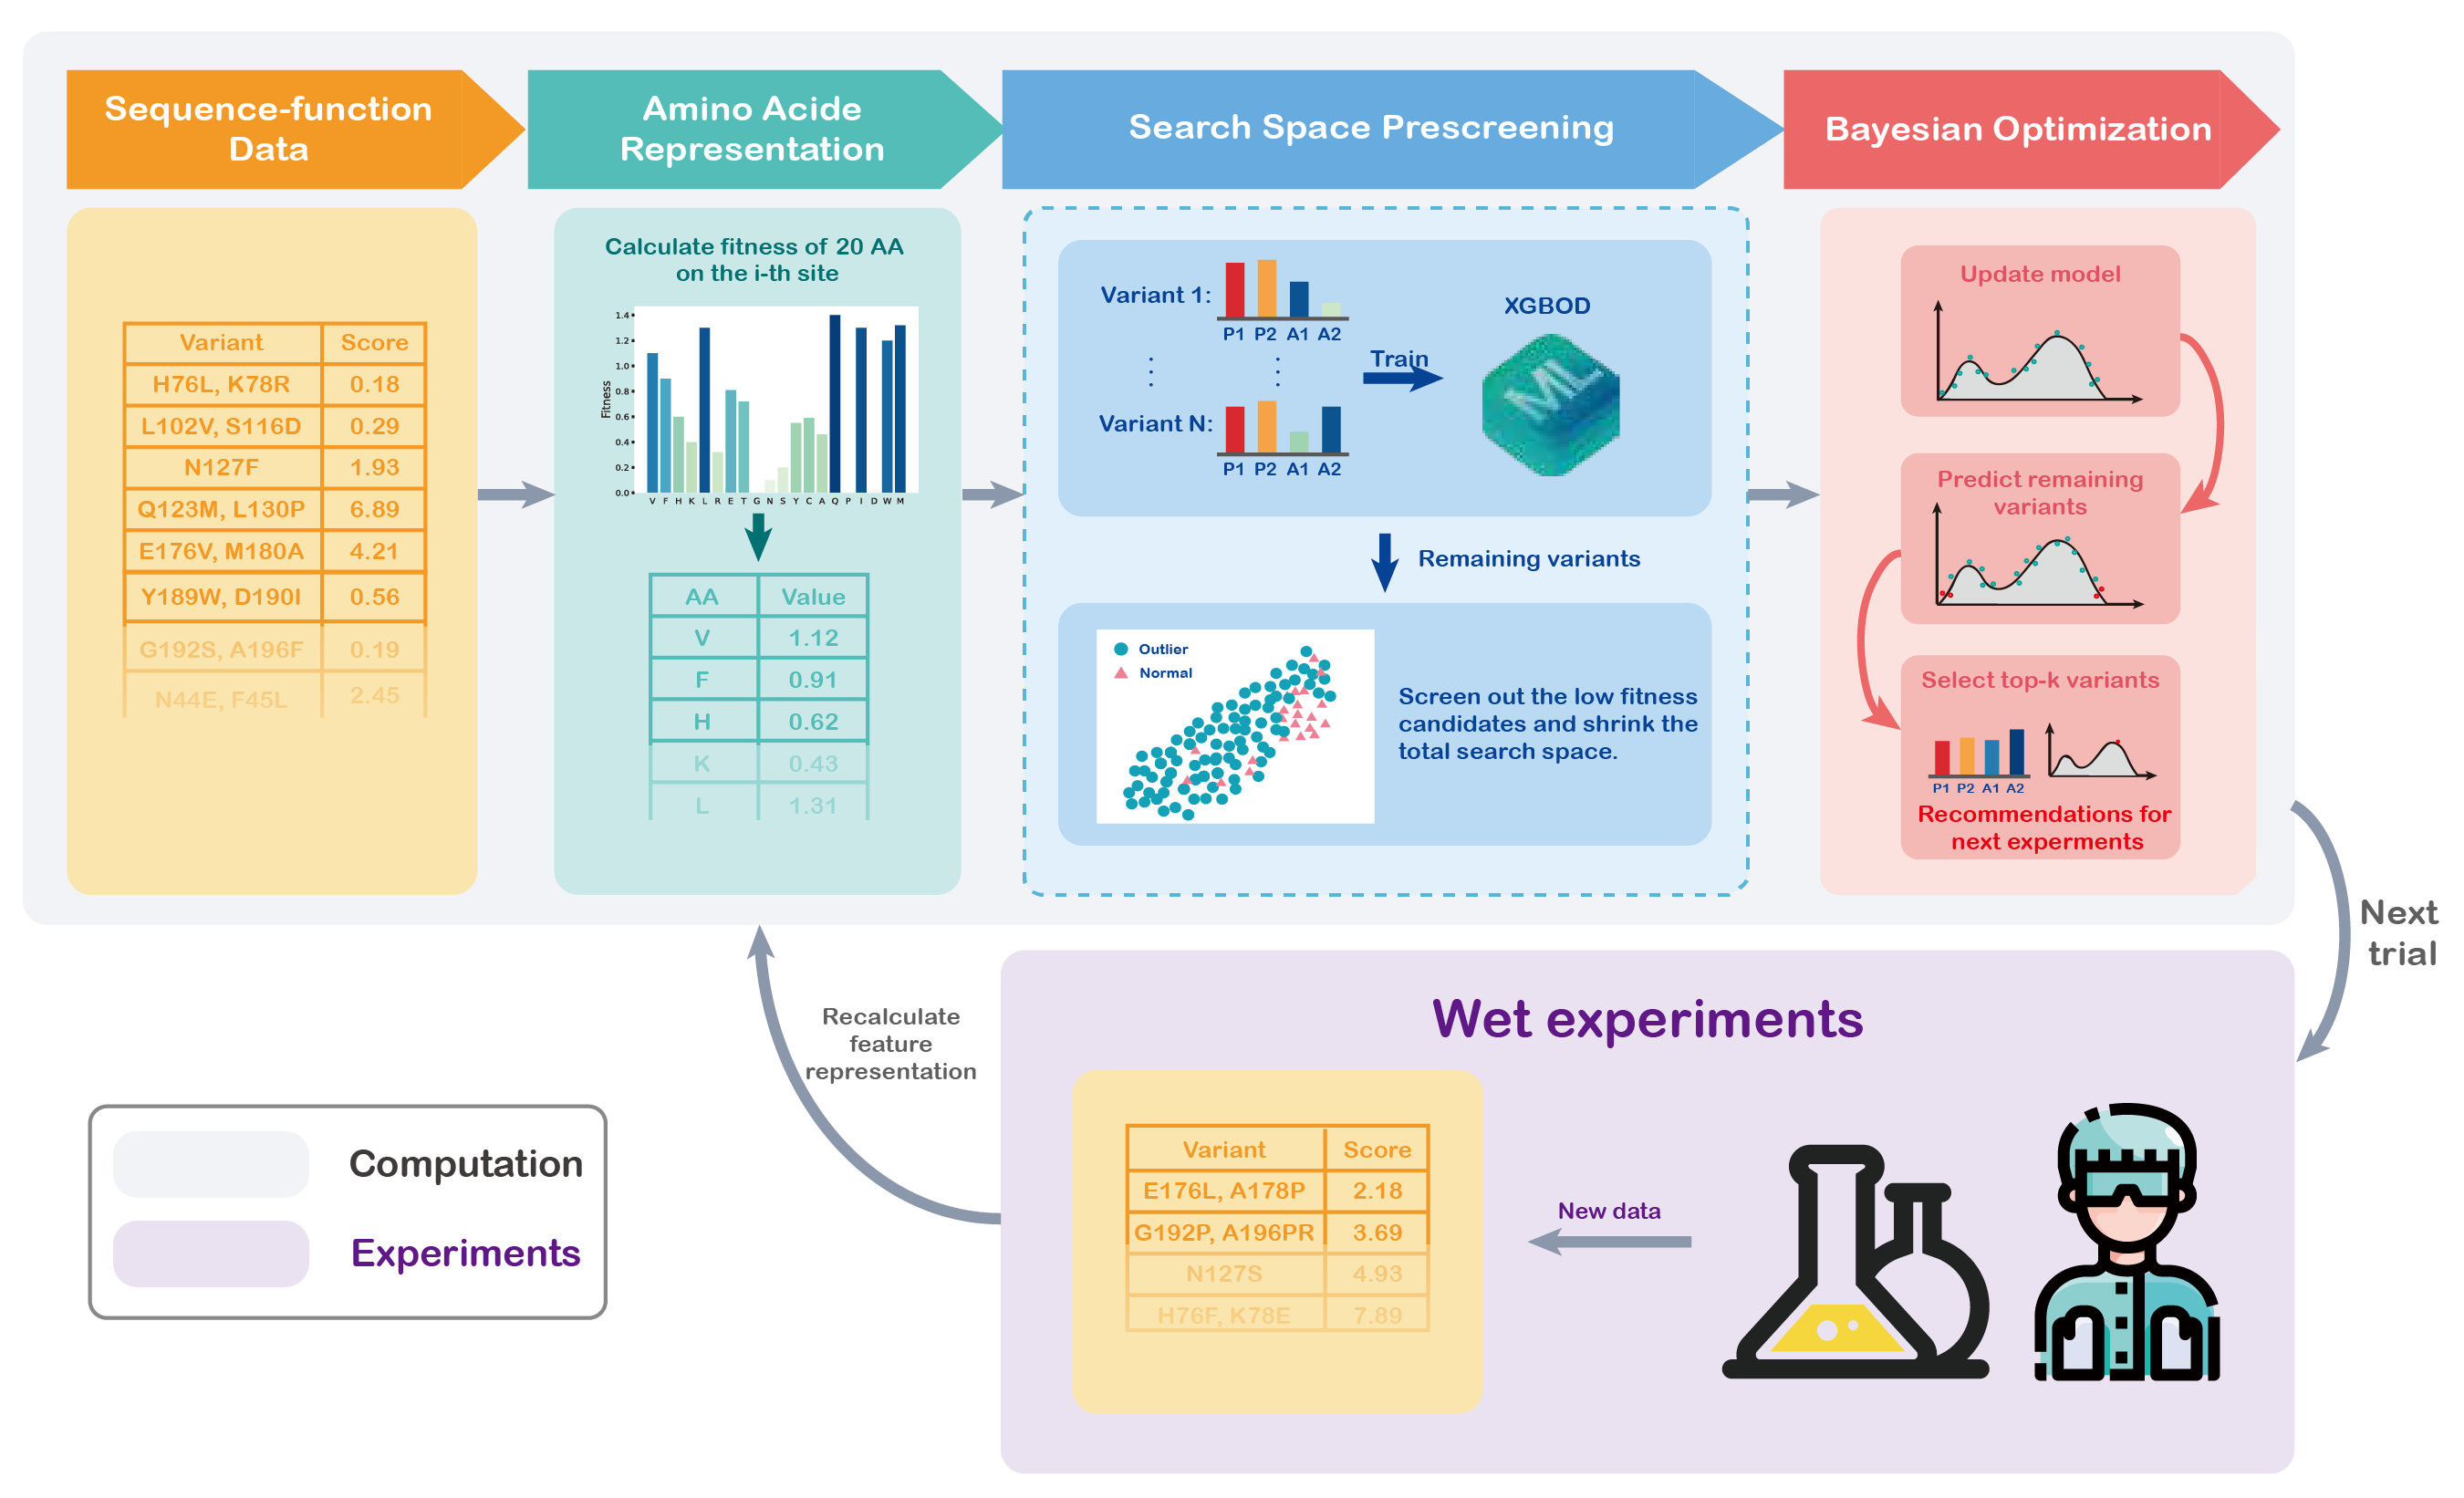 Sequence-function
Data
Amino Acide
Representation
Search Space Prescreening
Bayesian Optimization
Variant Score
H76L, K78R 0.18
L102V, S116D 0.29
N127F 1.93
Q123M, L130P 6.89
E176V, M180A 4.21
Y189W, D190I 0.56
G192S, A196F 0.19
N44E, F45L 2.45
Calculate fitness of 20 AA
on the i-th site
Fitness
1.4
1.2
1.0
0.8
0.6
0.4
0.2
0.0
V F H K L R E T G N S Y C A Q P I D W M
AA Value
V 1.12
F 0.91
H 0.62
K 0.43
L 1.31
Variant 1:
P1 P2 A1 A2
Variant N:
P1 P2 A1 A2
Train
XGBOD
ML
Remaining variants
Outlier
Normal
Screen out the low fitness
candidates and shrink the
total search space.
Update model
Predict remaining
variants
Select top-k variants
P1 P2 A1 A2
Recommendations for
next experments
Next
trial
Wet experiments
Variant Score
E176L, A178P 2.18
G192P, A196PR 3.69
N127S 4.93
H76F, K78E 7.89
New data
Recalculate
feature
representation
Computation
Experiments